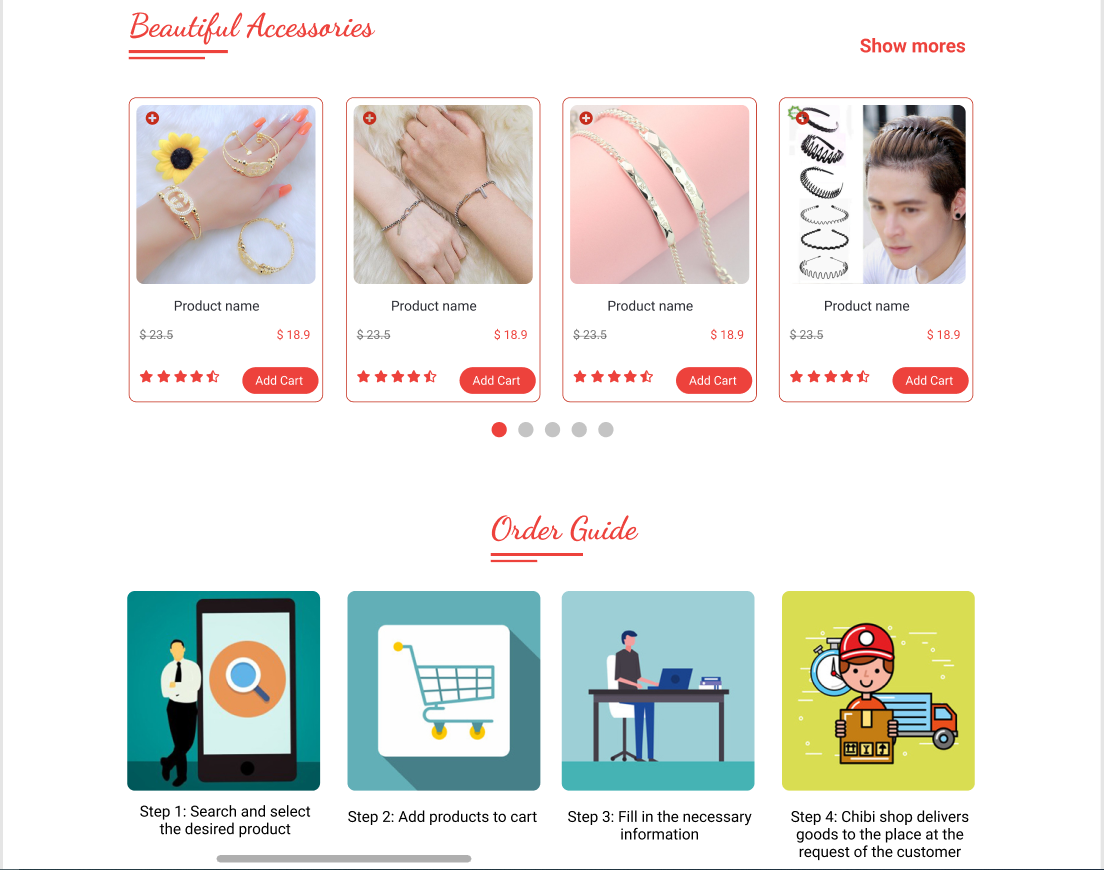 Beautiful Accessories
Show mores
Product name
$ 23.5
$ 18.9
Add Cart
Product name
$ 23.5
$ 18.9
Add Cart
Product name
$ 23.5
$ 18.9
Add Cart
Product name
$ 23.5
$ 18.9
Add Cart
Order Guide
Step 1: Search and select
the desired product
Step 2: Add products to cart
Step 3: Fill in the necessary
information
Step 4: Chibi shop delivers
goods to the place at the
request of the customer